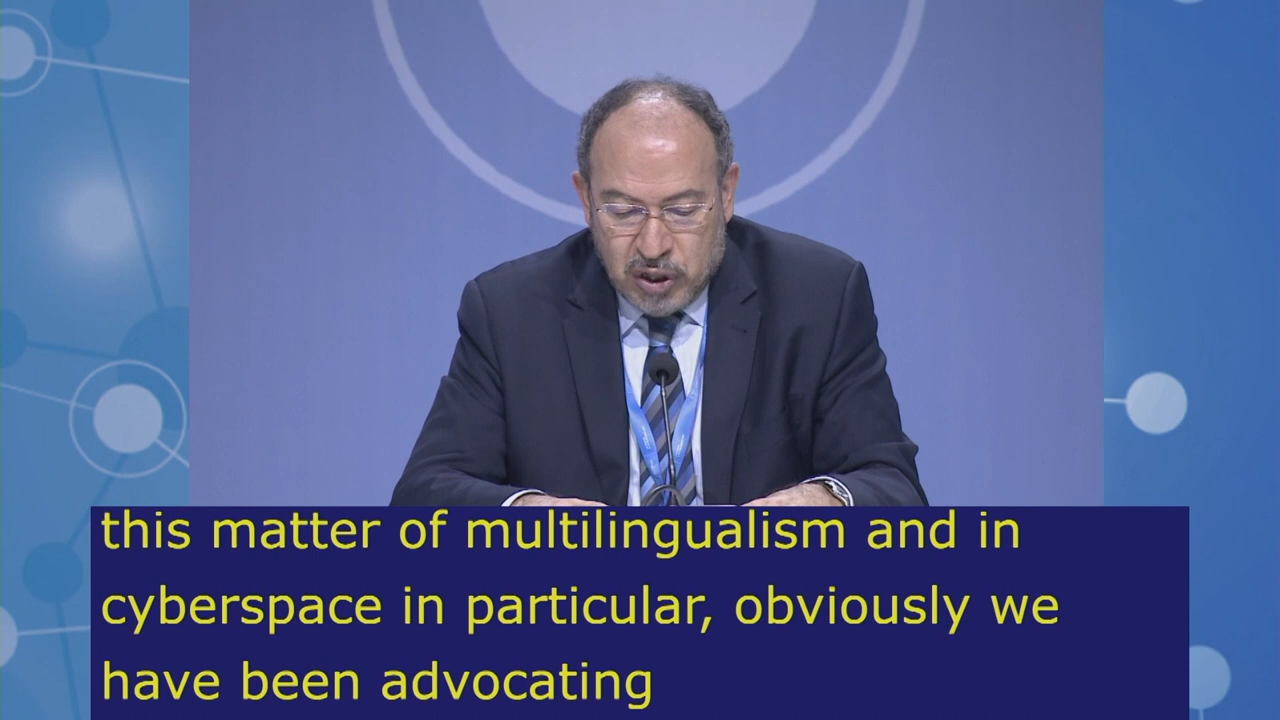 this matter of multilingualism and in
cyberspace in particular, obviously we
have been advocating